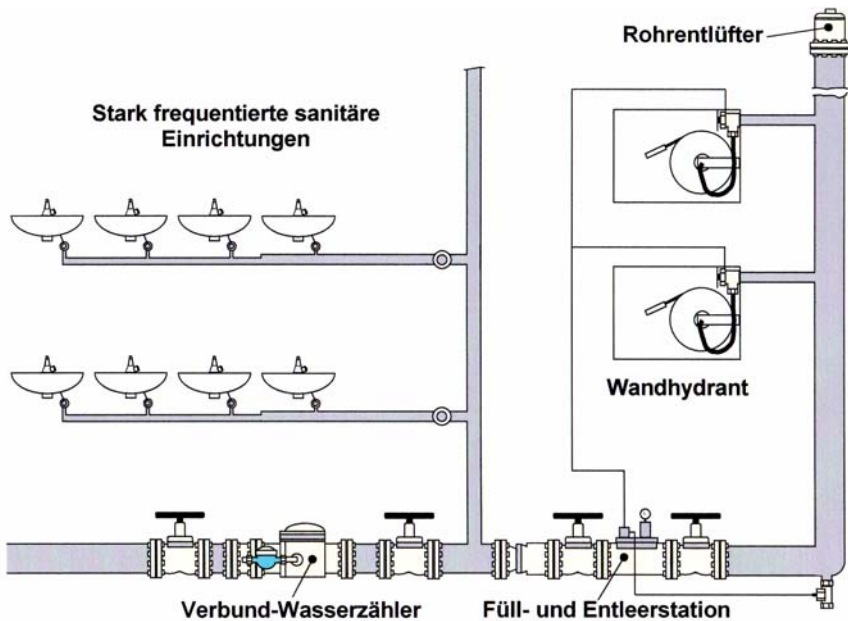 Rohrentlüfter
Stark frequentierte sanitäre
Einrichtungen
Wandhydrant
Verbund-Wasserzähler
Füll- und Entleerstation